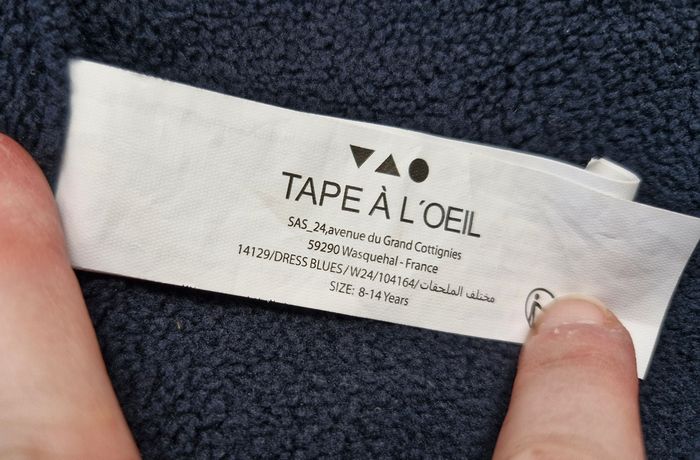 TAPE À L'OEIL
SAS_24,avenue du Grand Cottignies
59290 Wasquehal - France
14129/DRESS BLUES/W24/104164/مختلف الملحقات
SIZE: 8-14 Years